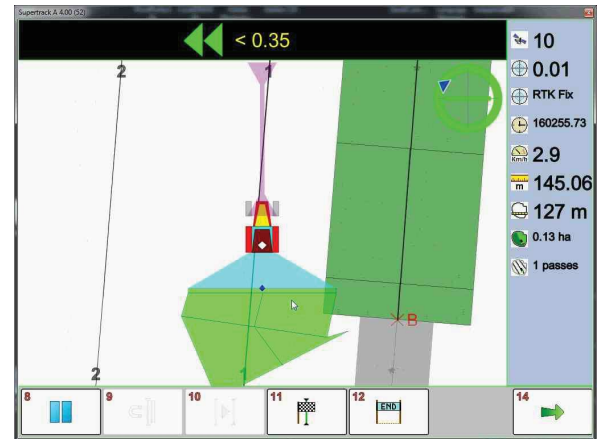 Supertrack A 4.00 (52)
< 0.35
10
0.01
RTK Fix
160255.73
Km/h
2.9
m
145.06
127 m
0.13 ha
1 passes
2
1
B
2
1
8
9
10
11
12
END
14